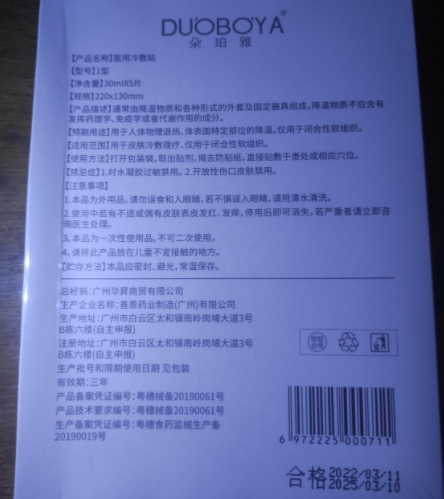 DUOBOYA®
朵珀雅
【产品名称】医用冷敷贴
【型号】1型
【净含量】30mlX5片
【规格】220x130mm
【产品描述】通常由降温物质和各种形式的外套及固定器具组成。降温物质不应含有
发挥药理学、免疫学或者代谢作用的成分。
【预期用途】用于人体物理退热、体表面特定部位的降温。仅用于闭合性软组织。
【适用范围】用于皮肤冷敷理疗、仅用于闭合性软组织。
【使用方法】打开包装袋，取出贴剂，揭去防粘纸，直接贴敷于患处或相应穴位。
【禁忌症】1.对水凝胶过敏禁用。2.开放性伤口皮肤禁用。
【注意事项】
1.本品为外用品，请勿误食和入眼睛，若不慎误入眼睛，请用清水清洗。
2.使用中若有不适或偶有皮肤表皮发红、发痒，停用后即可消失，若严重者请立即咨
询医生处理。
3.本品为一次性使用品，不可二次使用。
4.请将此产品放在儿童不宜接触的地方。
【贮存方法】本品应密封、避光，常温保存。
总经销：广州华昇商贸有限公司
生产企业名称：善恩药业制造(广州)有限公司
生产地址：广州市白云区太和镇南岭岗埔大道3号
B栋六楼(自主申报)
注册地址：广州市白云区太和镇南岭岗埔大道3号
B栋六楼(自主申报)
生产批号和限期使用日期 见包装
有效期：三年
产品备案凭证编号：粤穗械备20190061号
产品技术要求编号：粤穗械备20190061号
生产备案凭证编号：粤穗食药监械生产备
20190019号
6 972225 000711
合格 2022/03/11
2025/03/10